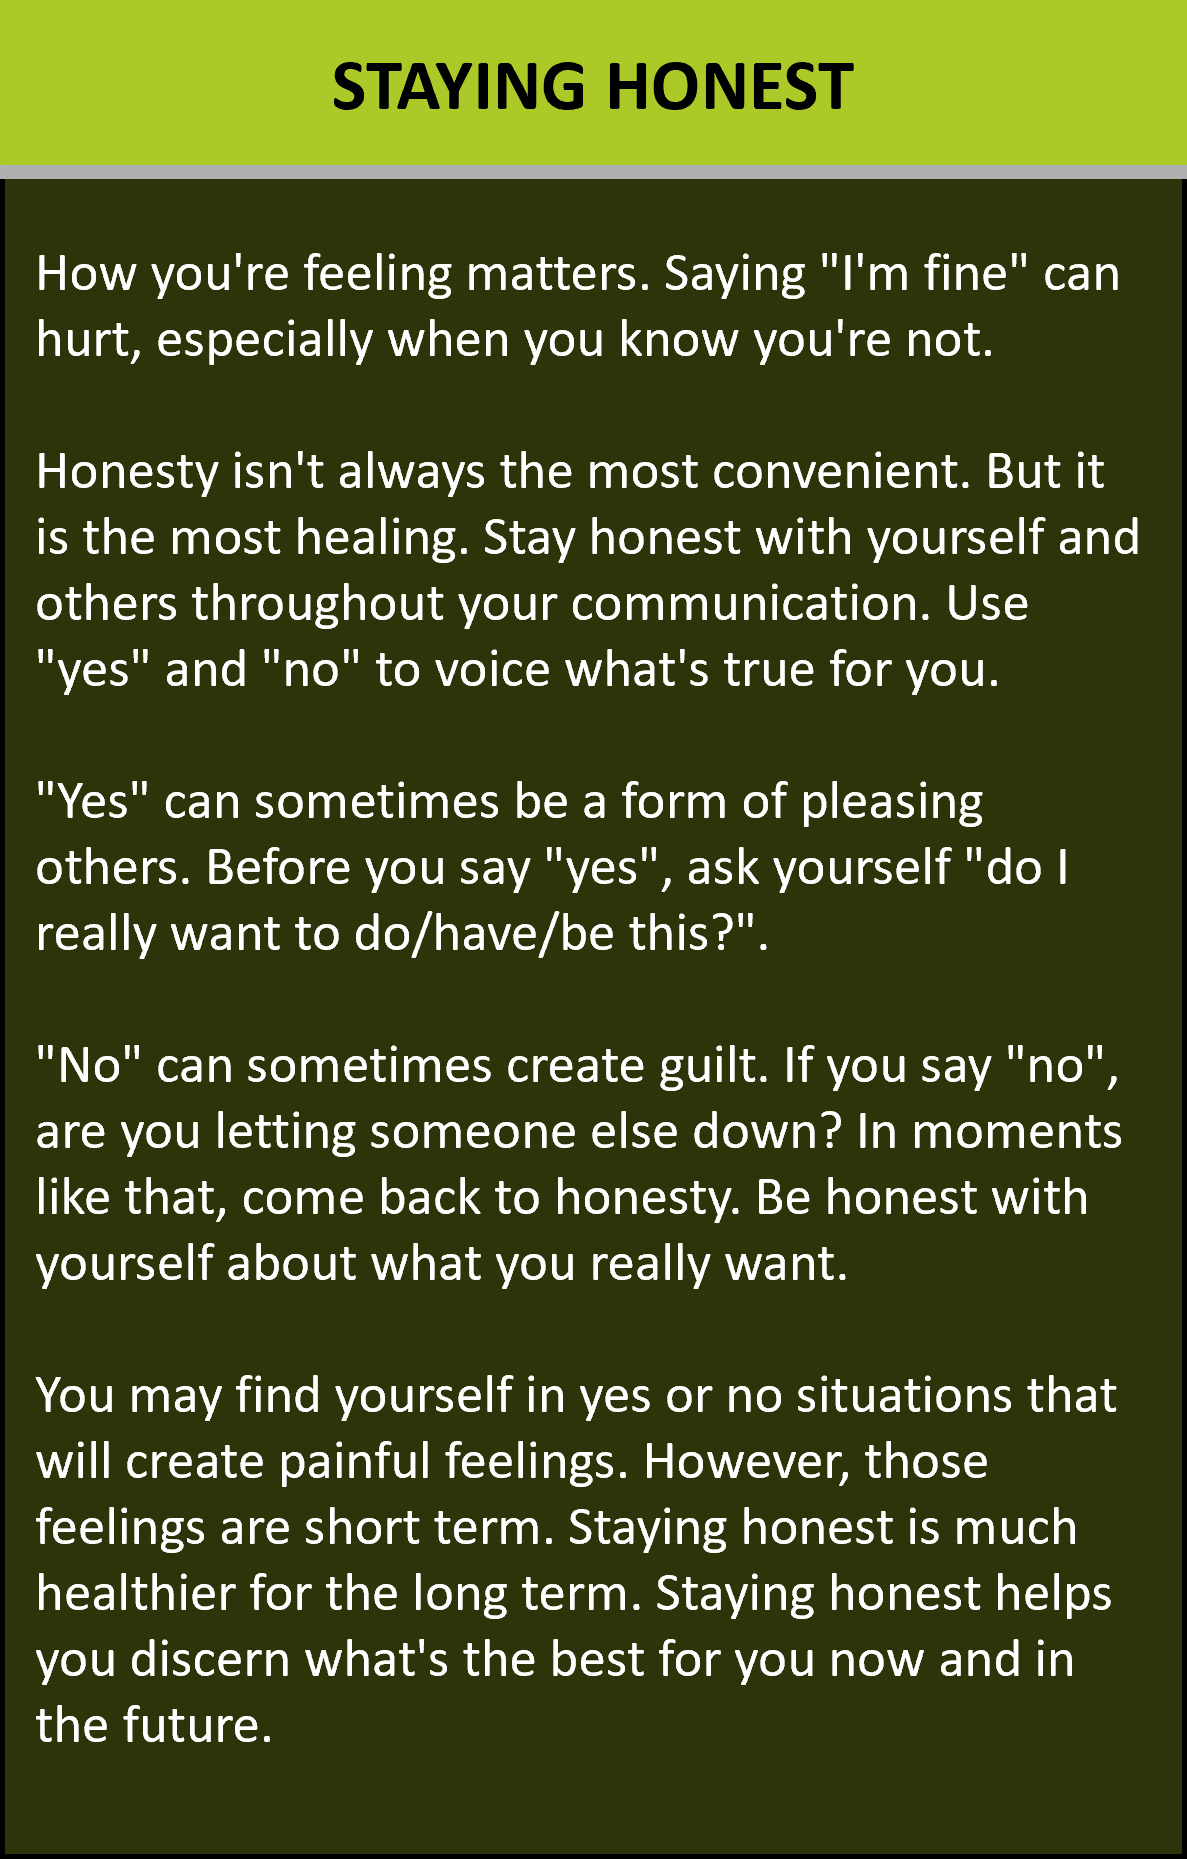 STAYING HONEST
How you're feeling matters. Saying "I'm fine" can
hurt, especially when you know you're not.
Honesty isn't always the most convenient. But it
is the most healing. Stay honest with yourself and
others throughout your communication. Use
"yes" and "no" to voice what's true for you.
"Yes" can sometimes be a form of pleasing
others. Before you say "yes", ask yourself "do I
really want to do/have/be this?".
"No" can sometimes create guilt. If you say "no",
are you letting someone else down? In moments
like that, come back to honesty. Be honest with
yourself about what you really want.
You may find yourself in yes or no situations that
will create painful feelings. However, those
feelings are short term. Staying honest is much
healthier for the long term. Staying honest helps
you discern what's the best for you now and in
the future.